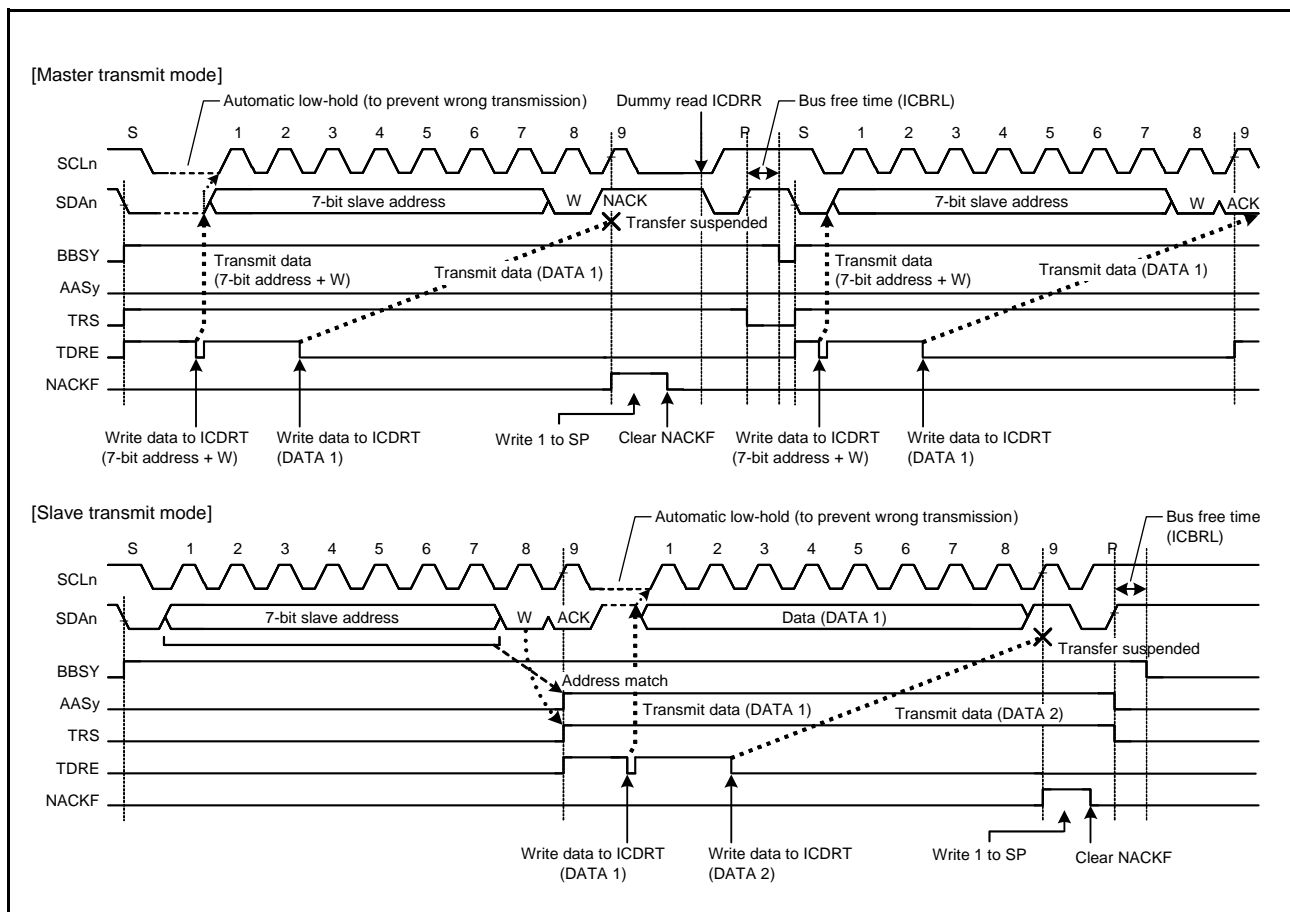 [Master transmit mode]
Automatic low-hold (to prevent wrong transmission)
Dummy read ICDRR
Bus free time (ICBRL)
S 1 2 3 4 5 6 7 8 9 P S 1 2 3 4 5 6 7 8 9
SCLn
SDAn 7-bit slave address W NACK 7-bit slave address W ACK
Transfer suspended
BBSY
Transmit data
(7-bit address + W)
Transmit data (DATA 1)
Transmit data
(7-bit address + W)
Transmit data (DATA 1)
AASy
TRS
TDRE
NACKF
Write data to ICDRT
(7-bit address + W)
Write data to ICDRT
(DATA 1)
Write 1 to SP
Clear NACKF
Write data to ICDRT
(7-bit address + W)
Write data to ICDRT
(DATA 1)
[Slave transmit mode]
Automatic low-hold (to prevent wrong transmission)
Bus free time
(ICBRL)
S 1 2 3 4 5 6 7 8 9 1 2 3 4 5 6 7 8 9 P
SCLn
SDAn 7-bit slave address W ACK Data (DATA 1)
Transfer suspended
BBSY
Address match
AASy
Transmit data (DATA 1)
Transmit data (DATA 2)
TRS
TDRE
NACKF
Write data to ICDRT
(DATA 1)
Write data to ICDRT
(DATA 2)
Write 1 to SP
Clear NACKF